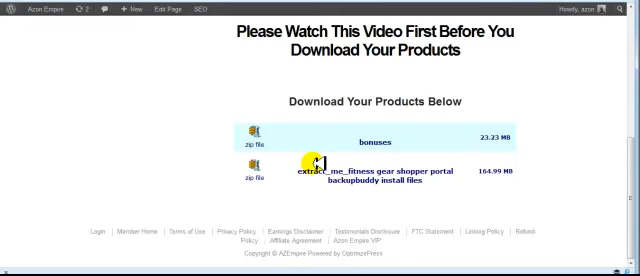 Azon Empire 2 + New Edit Page SEO Howdy, azon
Please Watch This Video First Before You
Download Your Products
Download Your Products Below
zip file bonuses 23.23 MB
zip file extract_me_fitness gear shopper portal 164.99 MB
backupbuddy install files
Login Member Home Terms of Use Privacy Policy Earnings Disclaimer Testimonials Disclosure FTC Statement Linking Policy Refund
Policy Affiliate Agreement Azon Empire VIP
Copyright © AZEmpire Powered by OptimizePress